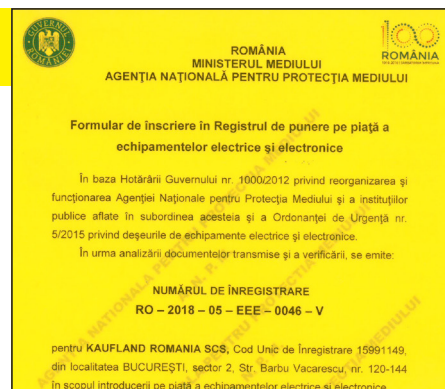 GUVERNUL ROMÂNIEI
100
ROMÂNIA
ROMÂNIA
MINISTERUL MEDIULUI
AGENȚIA NAȚIONALĂ PENTRU PROTECȚIA MEDIULUI
Formular de înscriere în Registrul de punere pe piață a
echipamentelor electrice și electronice
În baza Hotărârii Guvernului nr. 1000/2012 privind reorganizarea și
funcționarea Agenției Naționale pentru Protecția Mediului și a instituțiilor
publice aflate în subordinea acesteia și a Ordonanței de Urgență nr.
5/2015 privind deșeurile de echipamente electrice și electronice.
În urma analizării documentelor transmise și a verificării, se emite:
NUMĂRUL DE ÎNREGISTRARE
RO – 2018 – 05 – EEE – 0046 – V
pentru KAUFLAND ROMANIA SCS, Cod Unic de Înregistrare 15991149,
din localitatea BUCUREȘTI, sector 2, Str. Barbu Vacarescu, nr. 120-144
în scopul introducerii pe piață a echipamentelor electrice și electronice
AGENȚIA NAȚIONALĂ PENTRU PROTECȚIA MEDIULUI
A.N.P.M.